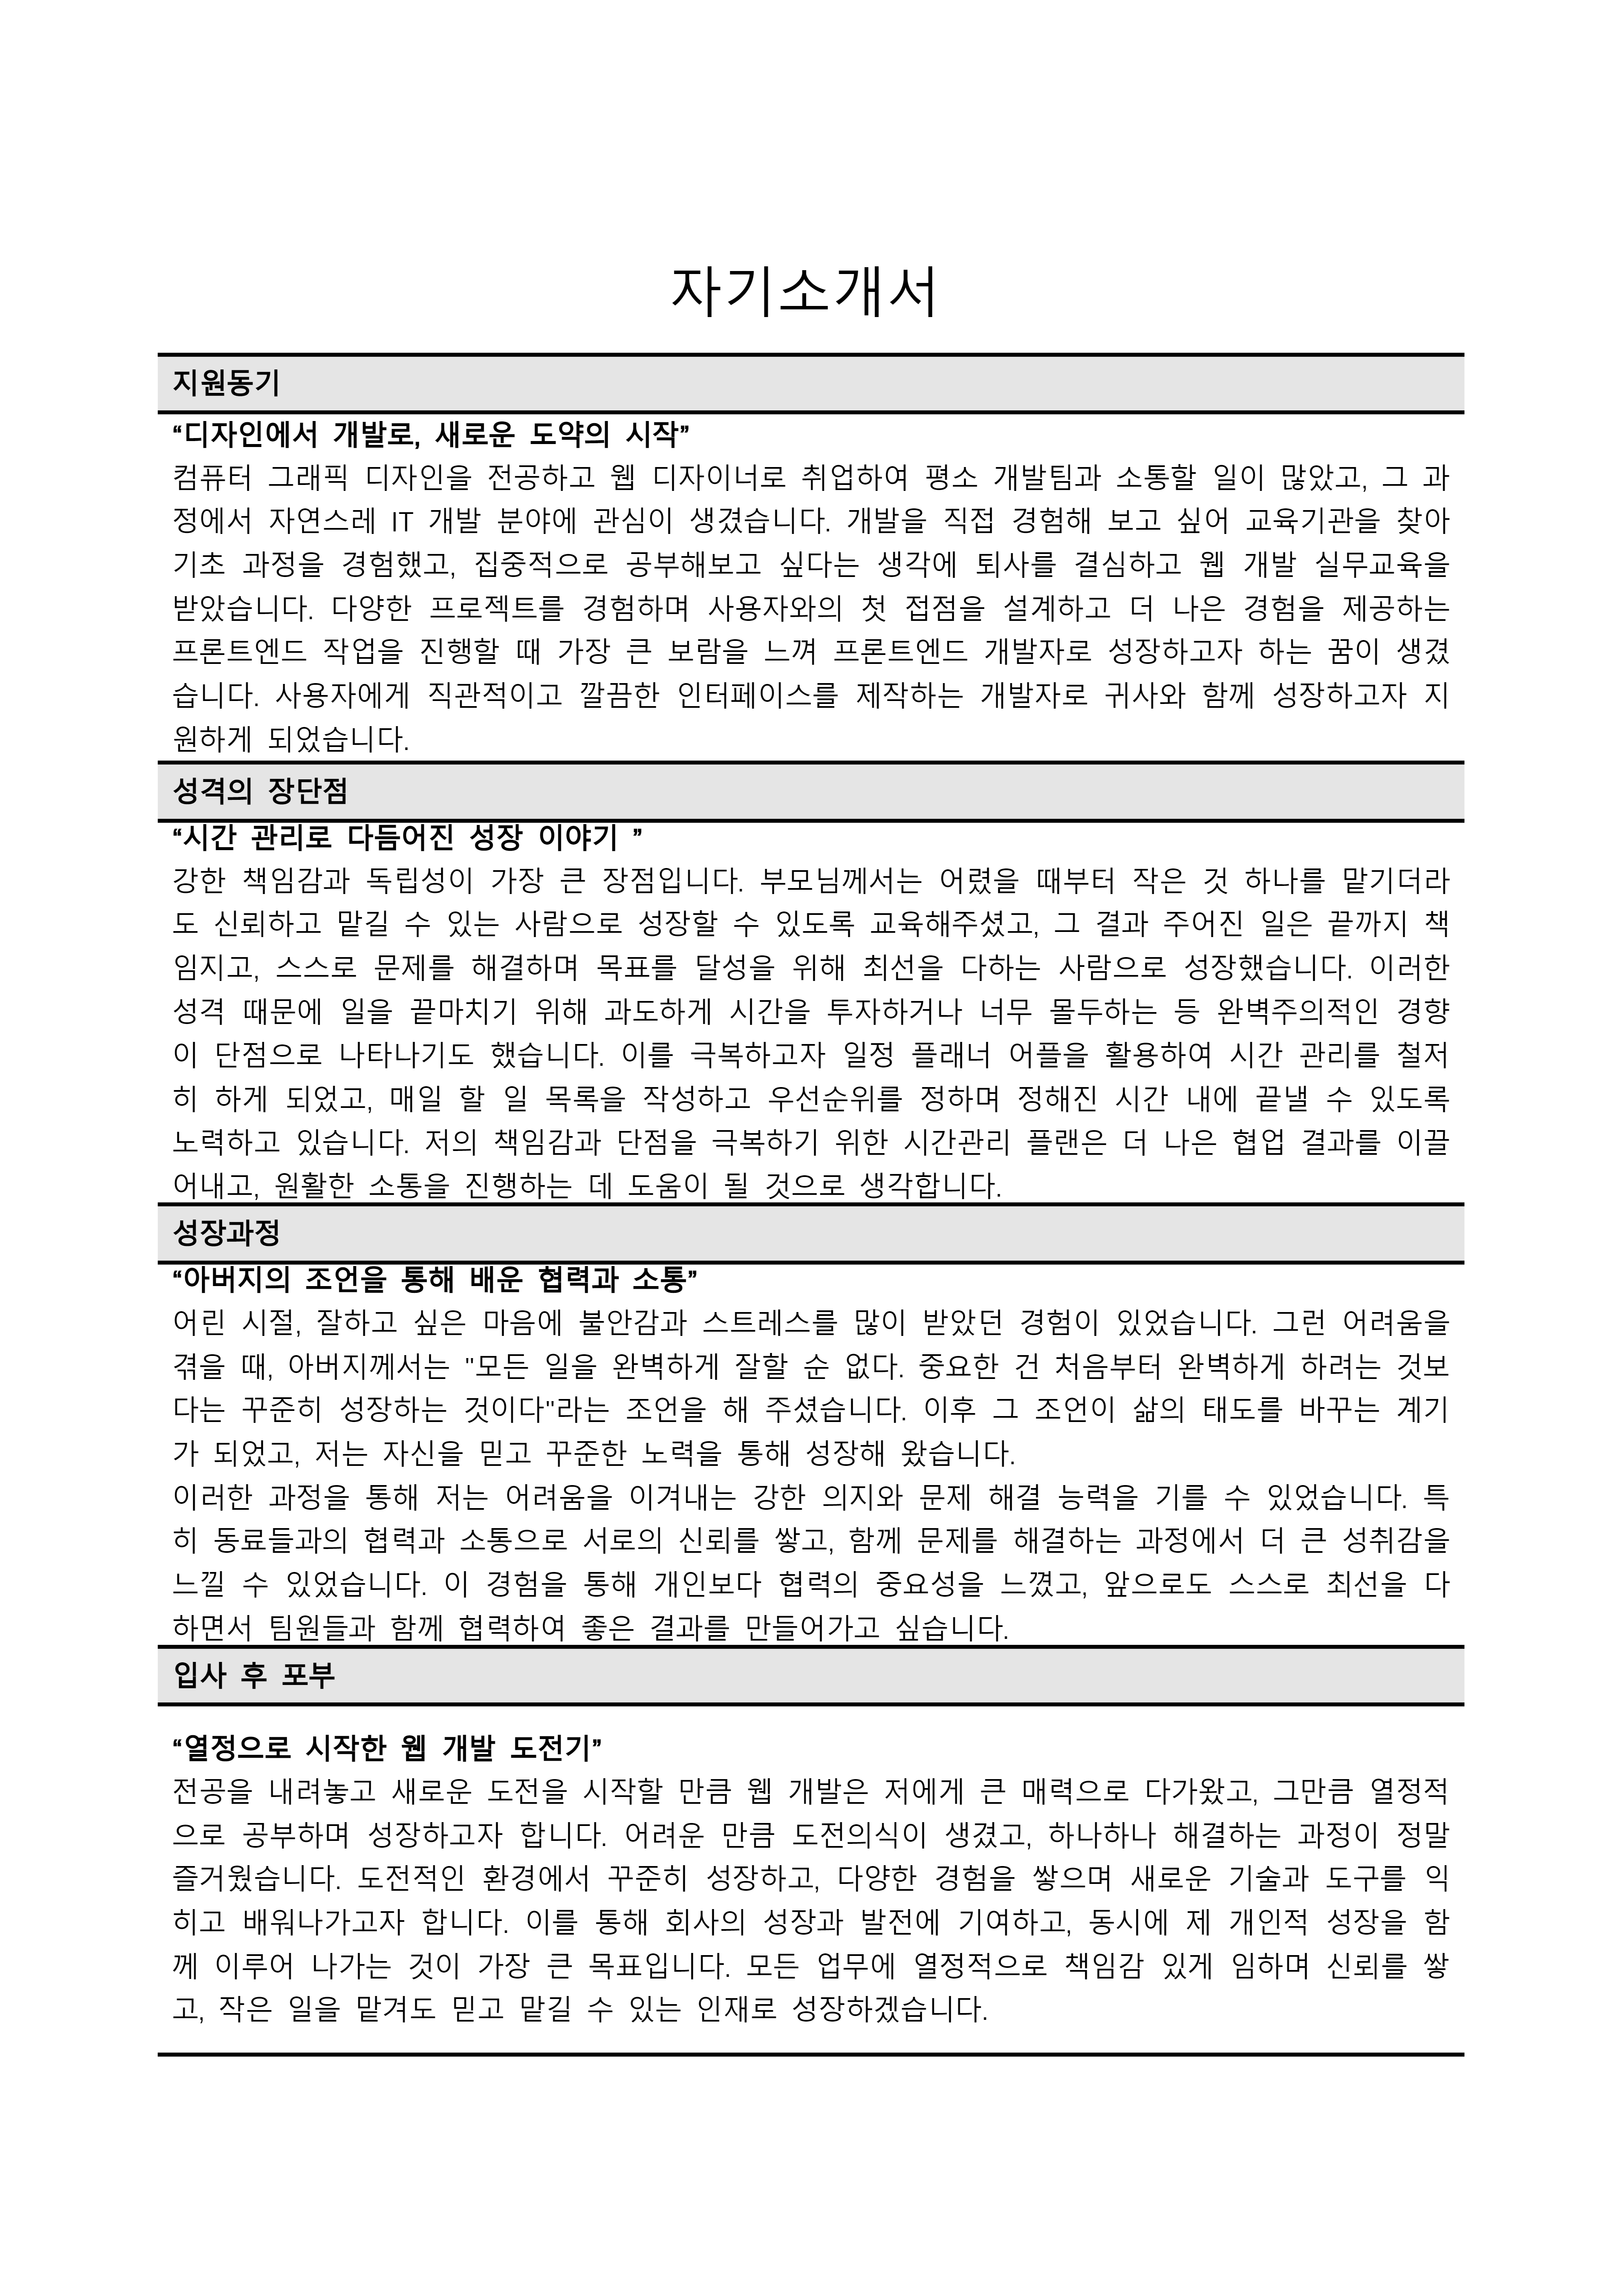 자기소개서
지원동기
“디자인에서 개발로, 새로운 도약의 시작”
컴퓨터 그래픽 디자인을 전공하고 웹 디자이너로 취업하여 평소 개발팀과 소통할 일이 많았고, 그 과
정에서 자연스레 IT 개발 분야에 관심이 생겼습니다. 개발을 직접 경험해 보고 싶어 교육기관을 찾아
기초 과정을 경험했고, 집중적으로 공부해보고 싶다는 생각에 퇴사를 결심하고 웹 개발 실무교육을
받았습니다. 다양한 프로젝트를 경험하며 사용자와의 첫 접점을 설계하고 더 나은 경험을 제공하는
프론트엔드 작업을 진행할 때 가장 큰 보람을 느껴 프론트엔드 개발자로 성장하고자 하는 꿈이 생겼
습니다. 사용자에게 직관적이고 깔끔한 인터페이스를 제작하는 개발자로 귀사와 함께 성장하고자 지
원하게 되었습니다.
성격의 장단점
“시간 관리로 다듬어진 성장 이야기 ”
강한 책임감과 독립성이 가장 큰 장점입니다. 부모님께서는 어렸을 때부터 작은 것 하나를 맡기더라
도 신뢰하고 맡길 수 있는 사람으로 성장할 수 있도록 교육해주셨고, 그 결과 주어진 일은 끝까지 책
임지고, 스스로 문제를 해결하며 목표를 달성을 위해 최선을 다하는 사람으로 성장했습니다. 이러한
성격 때문에 일을 끝마치기 위해 과도하게 시간을 투자하거나 너무 몰두하는 등 완벽주의적인 경향
이 단점으로 나타나기도 했습니다. 이를 극복하고자 일정 플래너 어플을 활용하여 시간 관리를 철저
히 하게 되었고, 매일 할 일 목록을 작성하고 우선순위를 정하며 정해진 시간 내에 끝낼 수 있도록
노력하고 있습니다. 저의 책임감과 단점을 극복하기 위한 시간관리 플랜은 더 나은 협업 결과를 이끌
어내고, 원활한 소통을 진행하는 데 도움이 될 것으로 생각합니다.
성장과정
“아버지의 조언을 통해 배운 협력과 소통”
어린 시절, 잘하고 싶은 마음에 불안감과 스트레스를 많이 받았던 경험이 있었습니다. 그런 어려움을
겪을 때, 아버지께서는 "모든 일을 완벽하게 잘할 순 없다. 중요한 건 처음부터 완벽하게 하려는 것보
다는 꾸준히 성장하는 것이다"라는 조언을 해 주셨습니다. 이후 그 조언이 삶의 태도를 바꾸는 계기
가 되었고, 저는 자신을 믿고 꾸준한 노력을 통해 성장해 왔습니다.
이러한 과정을 통해 저는 어려움을 이겨내는 강한 의지와 문제 해결 능력을 기를 수 있었습니다. 특
히 동료들과의 협력과 소통으로 서로의 신뢰를 쌓고, 함께 문제를 해결하는 과정에서 더 큰 성취감을
느낄 수 있었습니다. 이 경험을 통해 개인보다 협력의 중요성을 느꼈고, 앞으로도 스스로 최선을 다
하면서 팀원들과 함께 협력하여 좋은 결과를 만들어가고 싶습니다.
입사 후 포부
“열정으로 시작한 웹 개발 도전기”
전공을 내려놓고 새로운 도전을 시작할 만큼 웹 개발은 저에게 큰 매력으로 다가왔고, 그만큼 열정적
으로 공부하며 성장하고자 합니다. 어려운 만큼 도전의식이 생겼고, 하나하나 해결하는 과정이 정말
즐거웠습니다. 도전적인 환경에서 꾸준히 성장하고, 다양한 경험을 쌓으며 새로운 기술과 도구를 익
히고 배워나가고자 합니다. 이를 통해 회사의 성장과 발전에 기여하고, 동시에 제 개인적 성장을 함
께 이루어 나가는 것이 가장 큰 목표입니다. 모든 업무에 열정적으로 책임감 있게 임하며 신뢰를 쌓
고, 작은 일을 맡겨도 믿고 맡길 수 있는 인재로 성장하겠습니다.